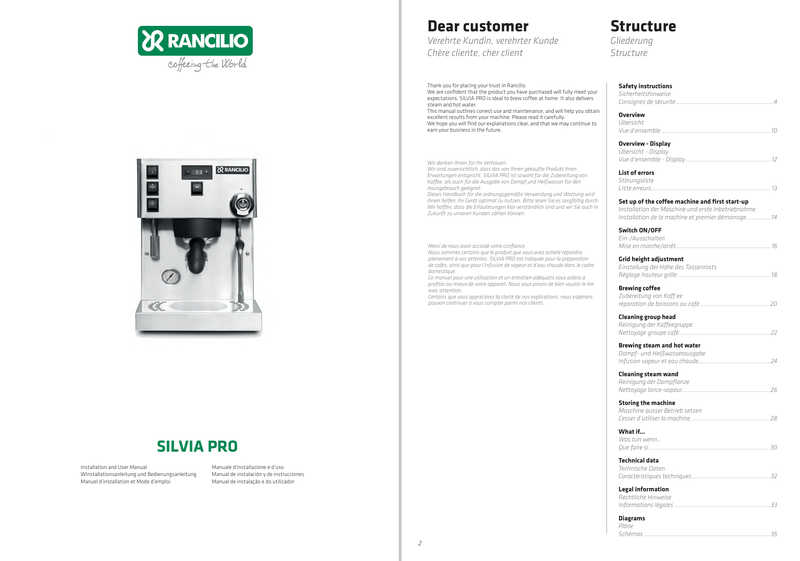 RANCILIO
coffeeing the World
RANCILIO
SILVIA PRO
Installation and User Manual
Winstallationsanleitung und Bedienungsanleitung
Manuel d'installation et Mode d'emploi
Manuale d'installazione e d'uso
Manual de instalación y de instrucciones
Manual de instalação e do utilizador
Dear customer
Verehrte Kundin, verehrter Kunde
Chère cliente, cher client
Thank you for placing your trust in Rancilio.
We are confident that the product you have purchased will fully meet your
expectations. SILVIA PRO is ideal to brew coffee at home. It also delivers
steam and hot water.
This manual outlines correct use and maintenance, and will help you obtain
excellent results from your machine. Please read it carefully.
We hope you will find our explanations clear, and that we may continue to
earn your business in the future.
Wir danken Ihnen für Ihr Vertrauen.
Wir sind zuversichtlich, dass das von Ihnen gekaufte Produkt Ihren
Erwartungen entspricht. SILVIA PRO ist sowohl für die Zubereitung von
Kaffee, als auch für die Ausgabe von Dampf und Heißwasser für den
Hausgebrauch geeignet.
Dieses Handbuch für die ordnungsgemäße Verwendung und Wartung wird
Ihnen helfen, Ihr Gerät optimal zu nutzen. Bitte lesen Sie es sorgfältig durch.
Wir hoffen, dass die Erläuterungen klar verständlich sind und wir Sie auch in
Zukunft zu unseren Kunden zählen können.
Merci de nous avoir accordé votre confiance.
Nous sommes certains que le produit que vous avez acheté répondra
pleinement à vos attentes. SILVIA PRO est indiquée pour la préparation
de cafés, ainsi que pour l'infusion de vapeur et d'eau chaude dans le cadre
domestique.
Ce manuel pour une utilisation et un entretien adéquats vous aidera à
profiter au mieux de votre appareil. Nous vous prions de bien vouloir le lire
avec attention.
Certains que vous apprécierez la clarté de nos explications, nous espérons
pouvoir continuer à vous compter parmi nos clients.
2
Structure
Gliederung
Structure
Safety instructions
Sicherheitshinweise
Consignes de sécurité 4
Overview
Übersicht
Vue d'ensemble 10
Overview - Display
Übersicht - Display
Vue d'ensemble - Display 12
List of errors
Störungsliste
Liste erreurs 13
Set up of the coffee machine and first start-up
Installation der Maschine und erste Inbetriebnahme
Installation de la machine et premier démarrage 14
Switch ON/OFF
Ein-/Ausschalten
Mise en marche/arrêt 16
Grid height adjustment
Einstellung der Höhe des Tassenrosts
Réglage hauteur grille 18
Brewing coffee
Zubereitung von Kaff ee
réparation de boissons au café 20
Cleaning group head
Reinigung der Kaffeegruppe
Nettoyage groupe café 22
Brewing steam and hot water
Dampf- und Heißwasserausgabe
Infusion vapeur et eau chaude 24
Cleaning steam wand
Reinigung der Dampflanze
Nettoyage lance-vapeur 26
Storing the machine
Maschine ausser Betrieb setzen
Cesser d'utiliser la machine 28
What if...
Was tun wenn...
Que faire si 30
Technical data
Technische Daten
Caractéristiques techniques 32
Legal information
Rechtliche Hinweise
Informations légales 33
Diagrams
Pläne
Schémas 35